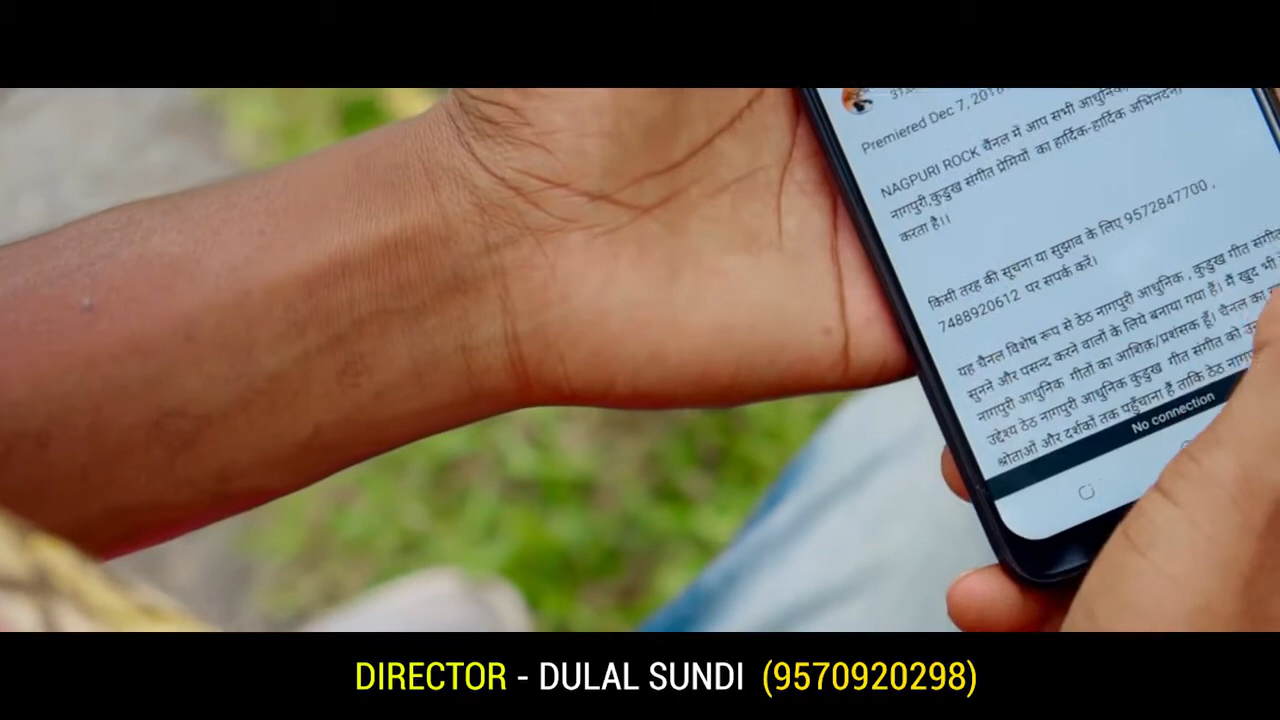 Premiered Dec 7, 2018
NAGPURI ROCK चैनल में आप सभी आधुनिक
नागपुरी,कुडुख संगीत प्रेमियों का हार्दिक-हार्दिक अभिनदन।
करता है।।
किसी तरह की सूचना या सुझाव के लिए 9572847700 ,
7488920612 पर सपर्क करें।
यह चैनल विशेष रूप से ठेठ नागपुरी आधुनिक , कुडुख गीत संगीत
सुनने और पसन्द करने वालों के लिये बनाया गया हैं। मैं खुद भी
नागपुरी आधुनिक गीतों का आशिक़/प्रशंसक हूँ। चैनल का
उद्देश्य ठेठ नागपुरी आधुनिक कुडुख गीत संगीत को
श्रोताओं और दर्शकों तक पहुँचाना हैं ताकि ठेठ
No connection
DIRECTOR - DULAL SUNDI (9570920298)